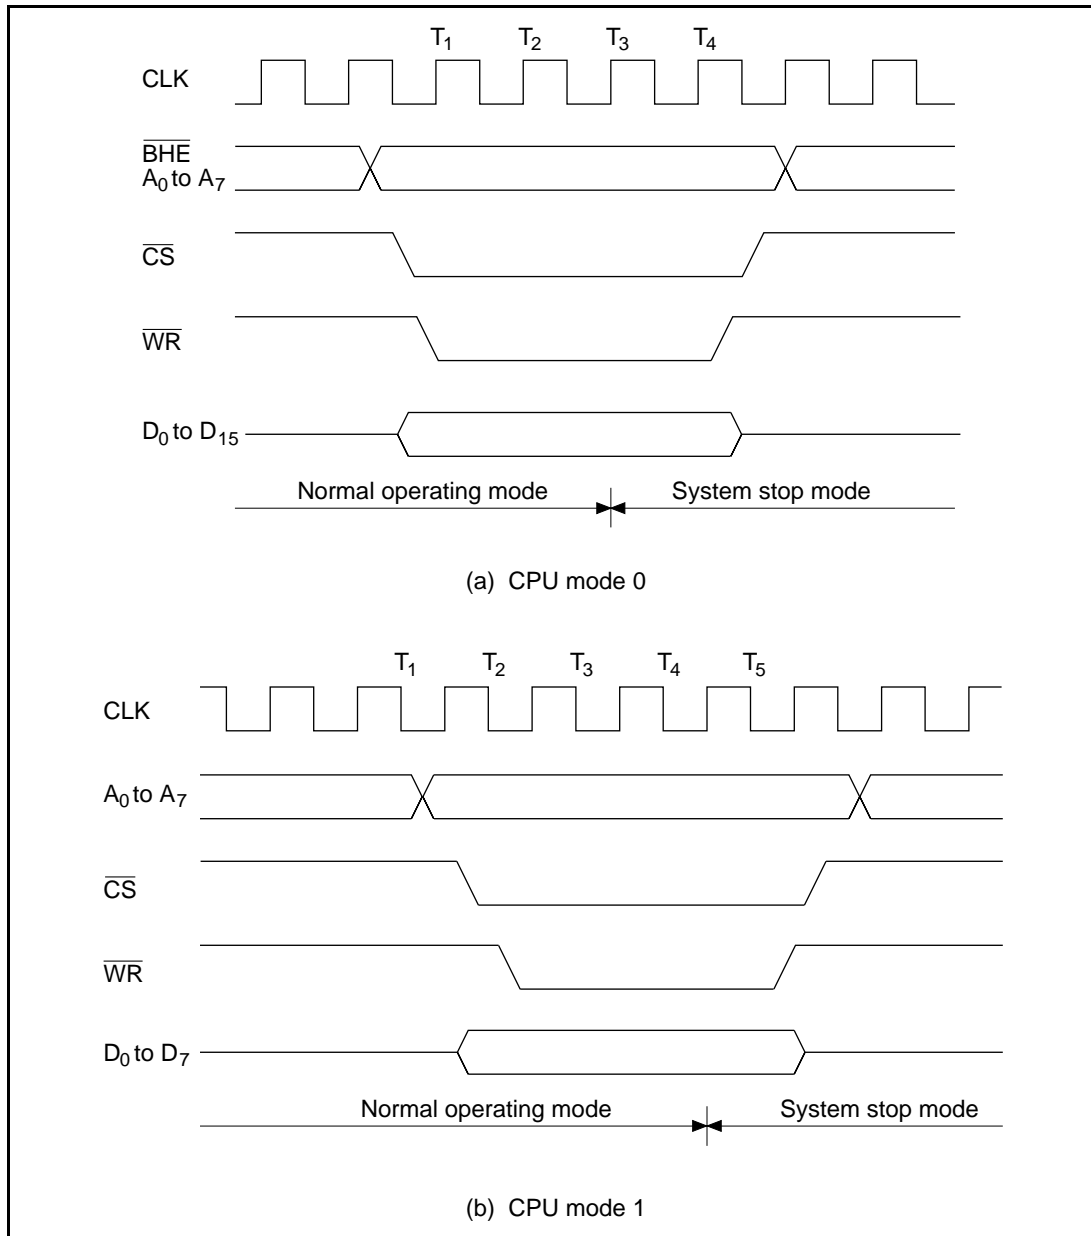 T1 T2 T3 T4
CLK
BHE
A0 to A7
CS
WR
D0 to D15
Normal operating mode System stop mode
(a) CPU mode 0
T1 T2 T3 T4 T5
CLK
A0 to A7
CS
WR
D0 to D7
Normal operating mode System stop mode
(b) CPU mode 1